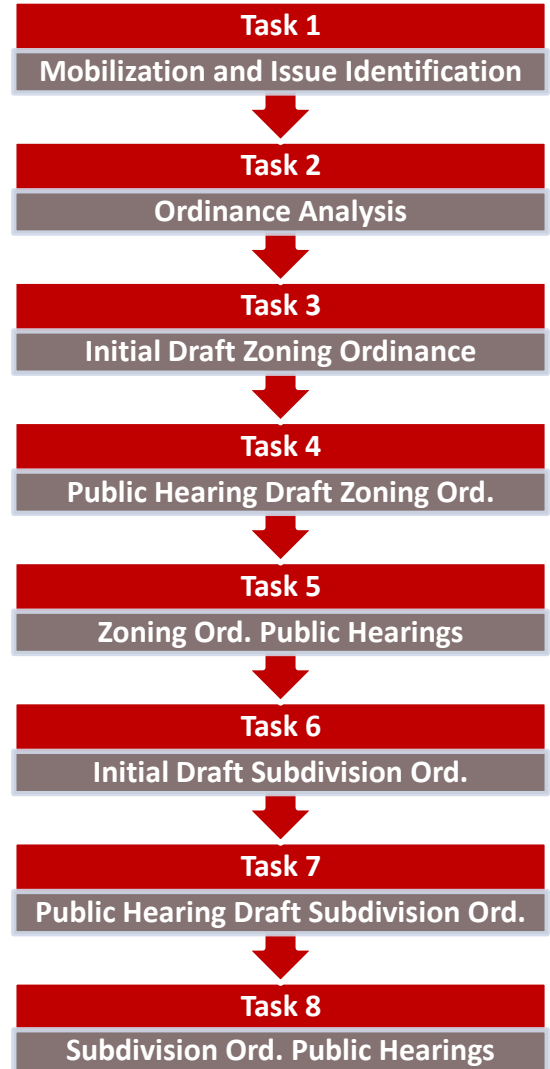 Task 1
Mobilization and Issue Identification
Task 2
Ordinance Analysis
Task 3
Initial Draft Zoning Ordinance
Task 4
Public Hearing Draft Zoning Ord.
Task 5
Zoning Ord. Public Hearings
Task 6
Initial Draft Subdivision Ord.
Task 7
Public Hearing Draft Subdivision Ord.
Task 8
Subdivision Ord. Public Hearings